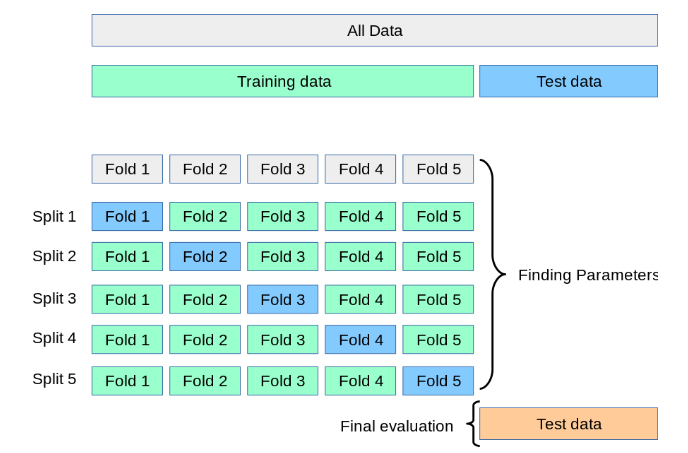 All Data
Training data Test data
Fold 1 Fold 2 Fold 3 Fold 4 Fold 5
Split 1 Fold 1 Fold 2 Fold 3 Fold 4 Fold 5
Split 2 Fold 1 Fold 2 Fold 3 Fold 4 Fold 5
Finding Parameters
Split 3 Fold 1 Fold 2 Fold 3 Fold 4 Fold 5
Split 4 Fold 1 Fold 2 Fold 3 Fold 4 Fold 5
Split 5 Fold 1 Fold 2 Fold 3 Fold 4 Fold 5
Final evaluation Test data